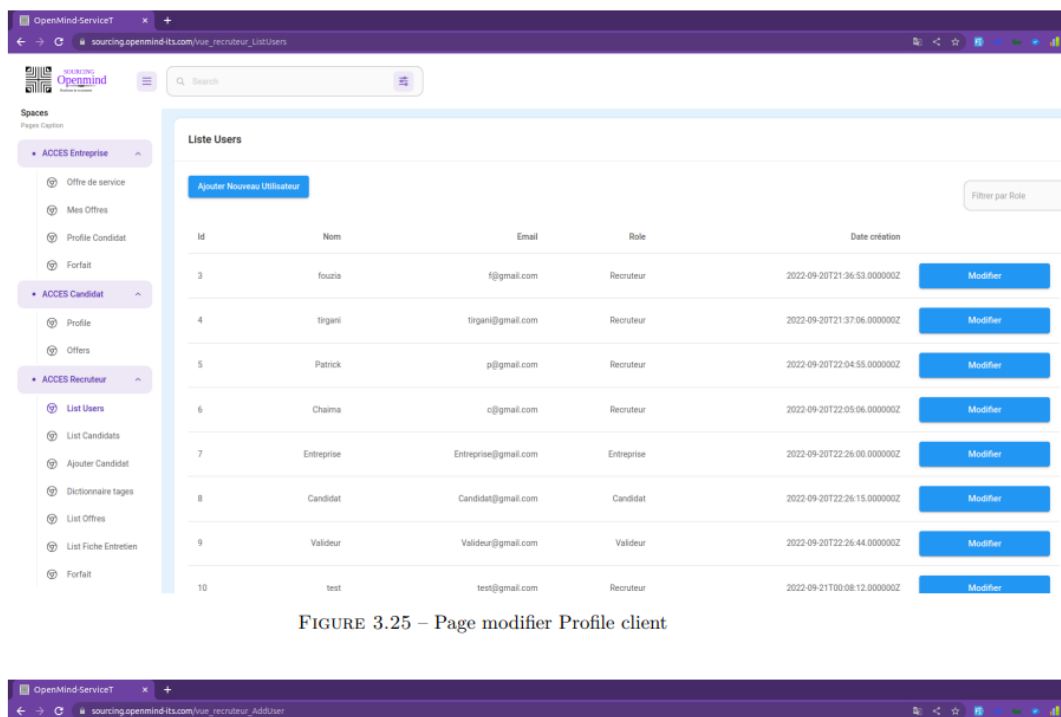 OpenMind-ServiceT × +
sourcing.openmind-its.com/vue_recruteur_ListUsers
SOURCING
Openmind
Search
Spaces
Pages Caption
ACCES Entreprise
Offre de service
Mes Offres
Profile Condidat
Forfait
ACCES Candidat
Profile
Offers
ACCES Recruteur
List Users
List Candidats
Ajouter Candidat
Dictionnaire tages
List Offres
List Fiche Entretien
Forfait
Liste Users
Ajouter Nouveau Utilisateur
Filtrer par Role
Id Nom Email Role Date création
3 fouzia f@gmail.com Recruteur 2022-09-20T21:36:53.000000Z Modifier
4 tirgani tirgani@gmail.com Recruteur 2022-09-20T21:37:06.000000Z Modifier
5 Patrick p@gmail.com Recruteur 2022-09-20T22:04:55.000000Z Modifier
6 Chaima c@gmail.com Recruteur 2022-09-20T22:05:06.000000Z Modifier
7 Entreprise Entreprise@gmail.com Entreprise 2022-09-20T22:26:00.000000Z Modifier
8 Candidat Candidat@gmail.com Candidat 2022-09-20T22:26:15.000000Z Modifier
9 Valideur Valideur@gmail.com Valideur 2022-09-20T22:26:44.000000Z Modifier
10 test test@gmail.com Recruteur 2022-09-21T00:08:12.000000Z Modifier
FIGURE 3.25 – Page modifier Profile client
OpenMind-ServiceT × +
sourcing.openmind-its.com/vue_recruteur_AddUser